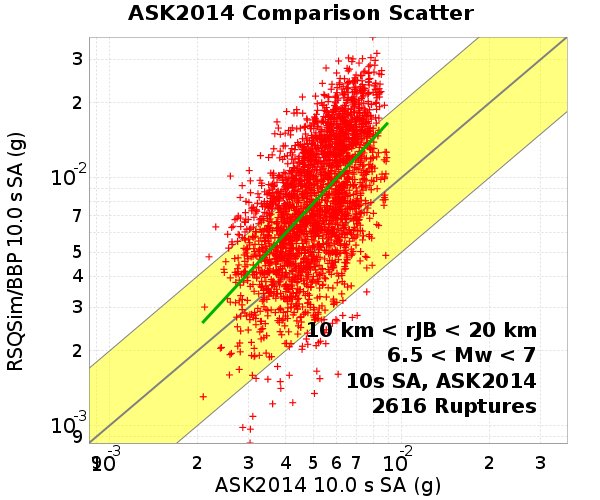 ASK2014 Comparison Scatter
RSQSim/BBP 10.0 s SA (g)
3
2
10-2
7
5
4
3
2
10-3
9
10 km < rJB < 20 km
6.5 < Mw < 7
10s SA, ASK2014
2616 Ruptures
9 10-3 2 3 4 5 6 7 10-2 2 3
ASK2014 10.0 s SA (g)